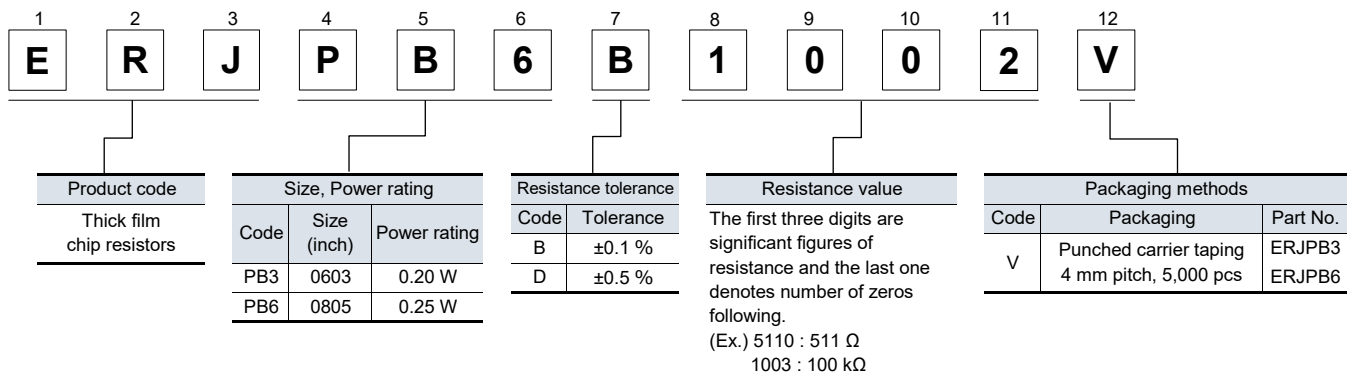 1 2 3 4 5 6 7 8 9 10 11 12
E R J P B 6 B 1 0 0 2 V
Product code
Thick film
chip resistors
Size, Power rating
Code Size (inch) Power rating
PB3 0603 0.20 W
PB6 0805 0.25 W
Resistance tolerance
Code Tolerance
B ±0.1 %
D ±0.5 %
Resistance value
The first three digits are
significant figures of
resistance and the last one
denotes number of zeros
following.
(Ex.) 5110 : 511 Ω
1003 : 100 kΩ
Packaging methods
Code Packaging Part No.
V Punched carrier taping ERJPB3
4 mm pitch, 5,000 pcs ERJPB6